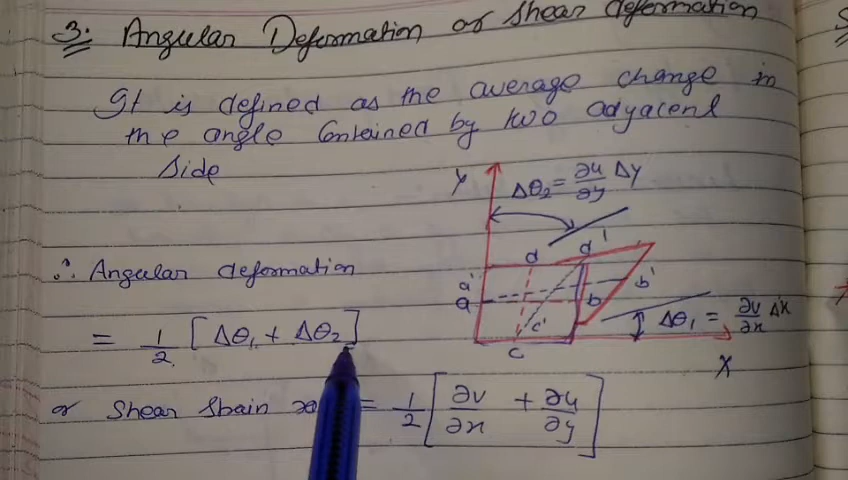 3. Angular Deformation or shear deformation
It is defined as the average change in
the angle Contained by two adyacent
side
Y
Δθ₂ = ∂u/∂y Δy
∴ Angular deformation
d d'
a' b'
a b
c'
c
Δθ₁ = ∂v/∂x Δx
X
= 1/2 [Δθ₁ + Δθ₂]
or Shear Strain = 1/2 [∂v/∂x + ∂u/∂y]